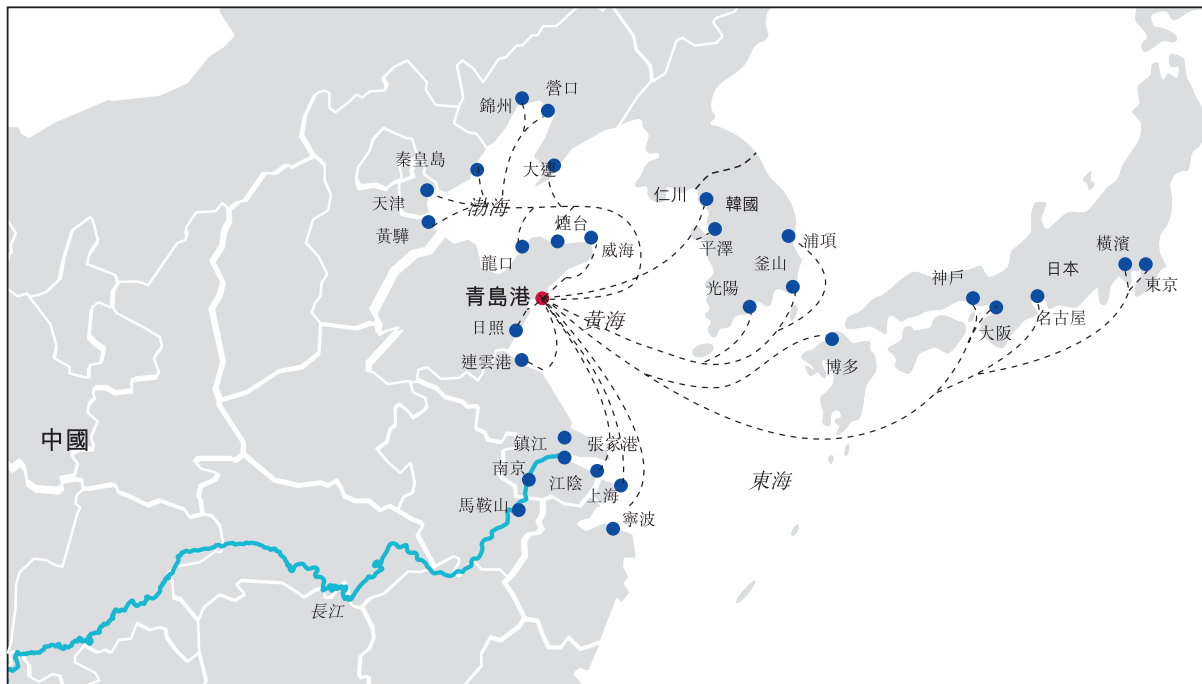 營口
錦州
秦皇島
大連
天津
渤海
仁川
韓國
黃驊
煙台
威海
平澤
浦項
龍口
釜山
橫濱
青島港
光陽
神戶
日本
東京
日照
黃海
大阪
名古屋
連雲港
博多
中國
鎮江
張家港
南京
江陰
上海
東海
馬鞍山
寧波
長江